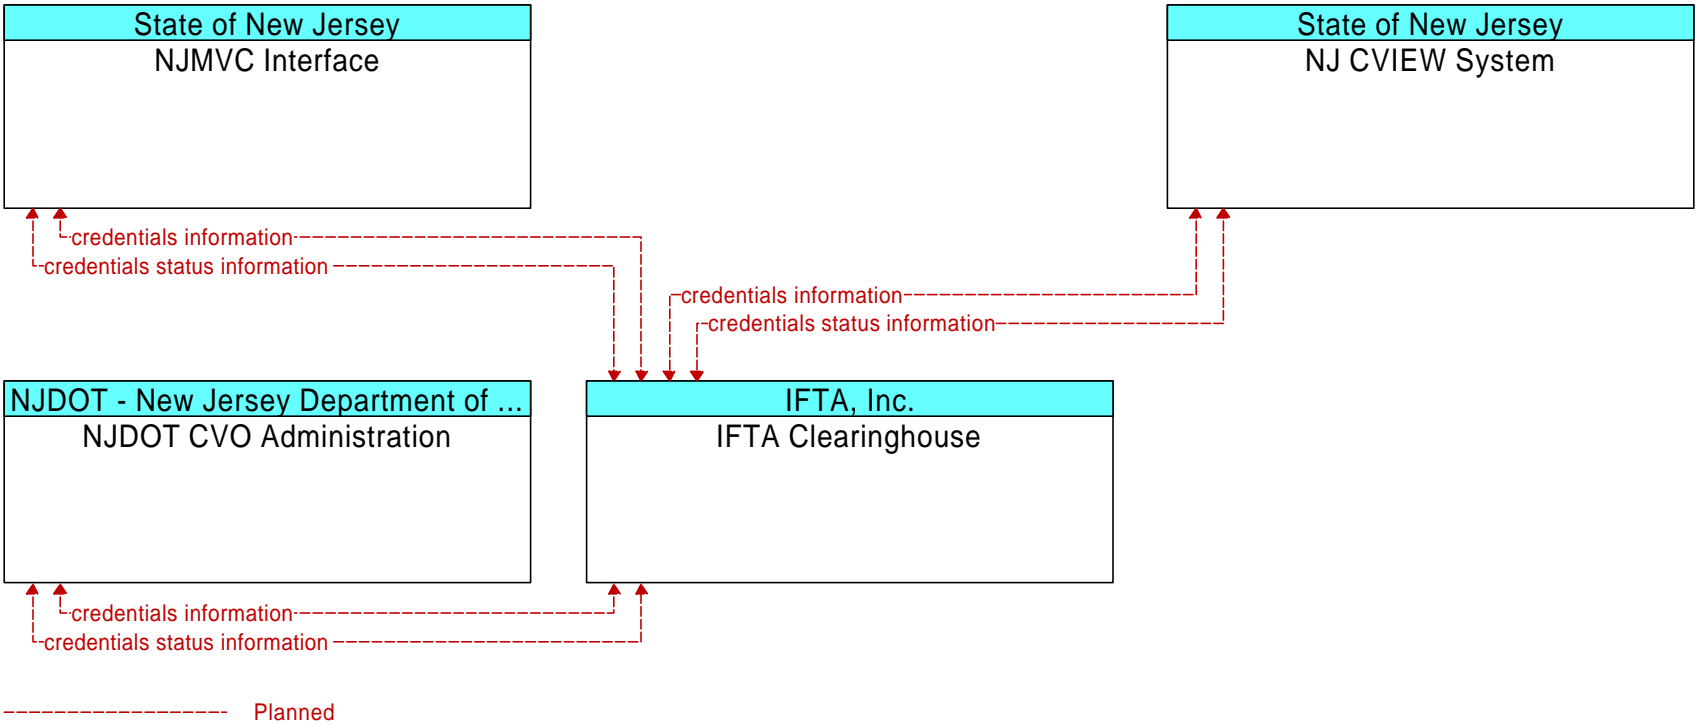 State of New Jersey
NJMVC Interface
State of New Jersey
NJ CVIEW System
credentials information
credentials status information
credentials information
credentials status information
NJDOT - New Jersey Department of ...
NJDOT CVO Administration
IFTA, Inc.
IFTA Clearinghouse
credentials information
credentials status information
Planned